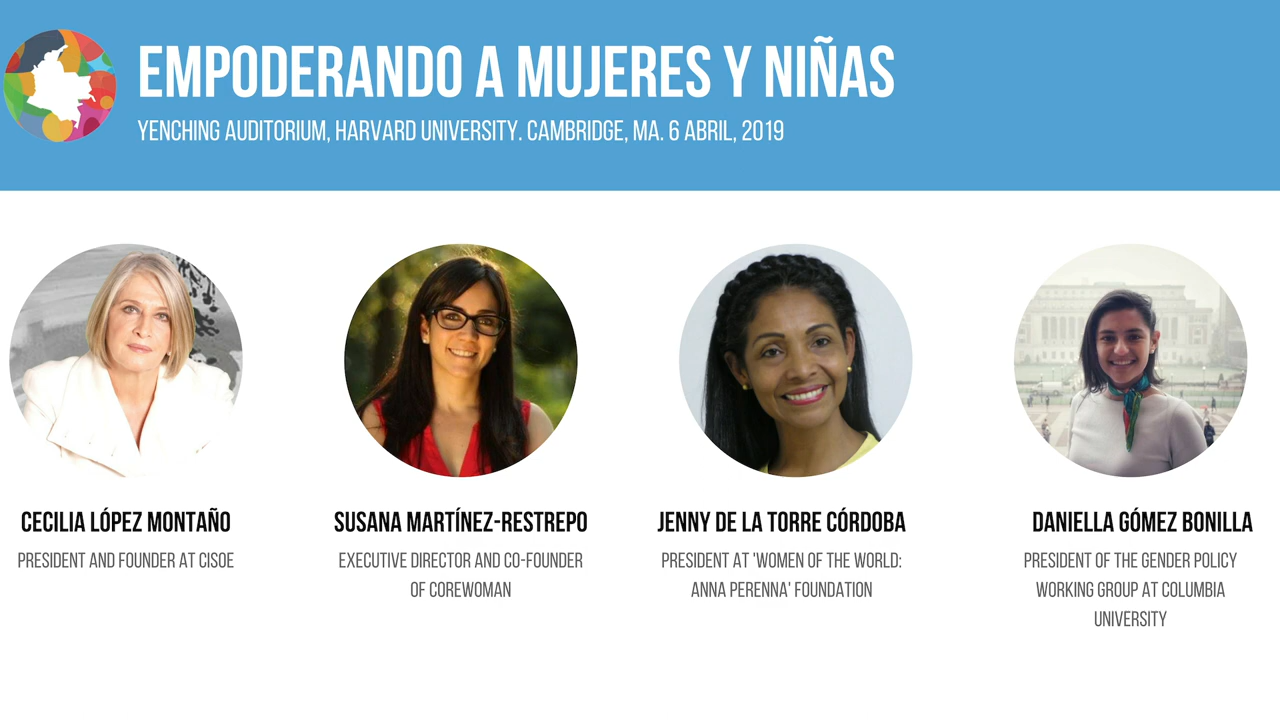 EMPODERANDO A MUJERES Y NIÑAS
YENCHING AUDITORIUM, HARVARD UNIVERSITY. CAMBRIDGE, MA. 6 ABRIL, 2019
CECILIA LÓPEZ MONTAÑO
PRESIDENT AND FOUNDER AT CISOE
SUSANA MARTÍNEZ-RESTREPO
EXECUTIVE DIRECTOR AND CO-FOUNDER
OF COREWOMAN
JENNY DE LA TORRE CÓRDOBA
PRESIDENT AT 'WOMEN OF THE WORLD:
ANNA PERENNA' FOUNDATION
DANIELLA GÓMEZ BONILLA
PRESIDENT OF THE GENDER POLICY
WORKING GROUP AT COLUMBIA
UNIVERSITY